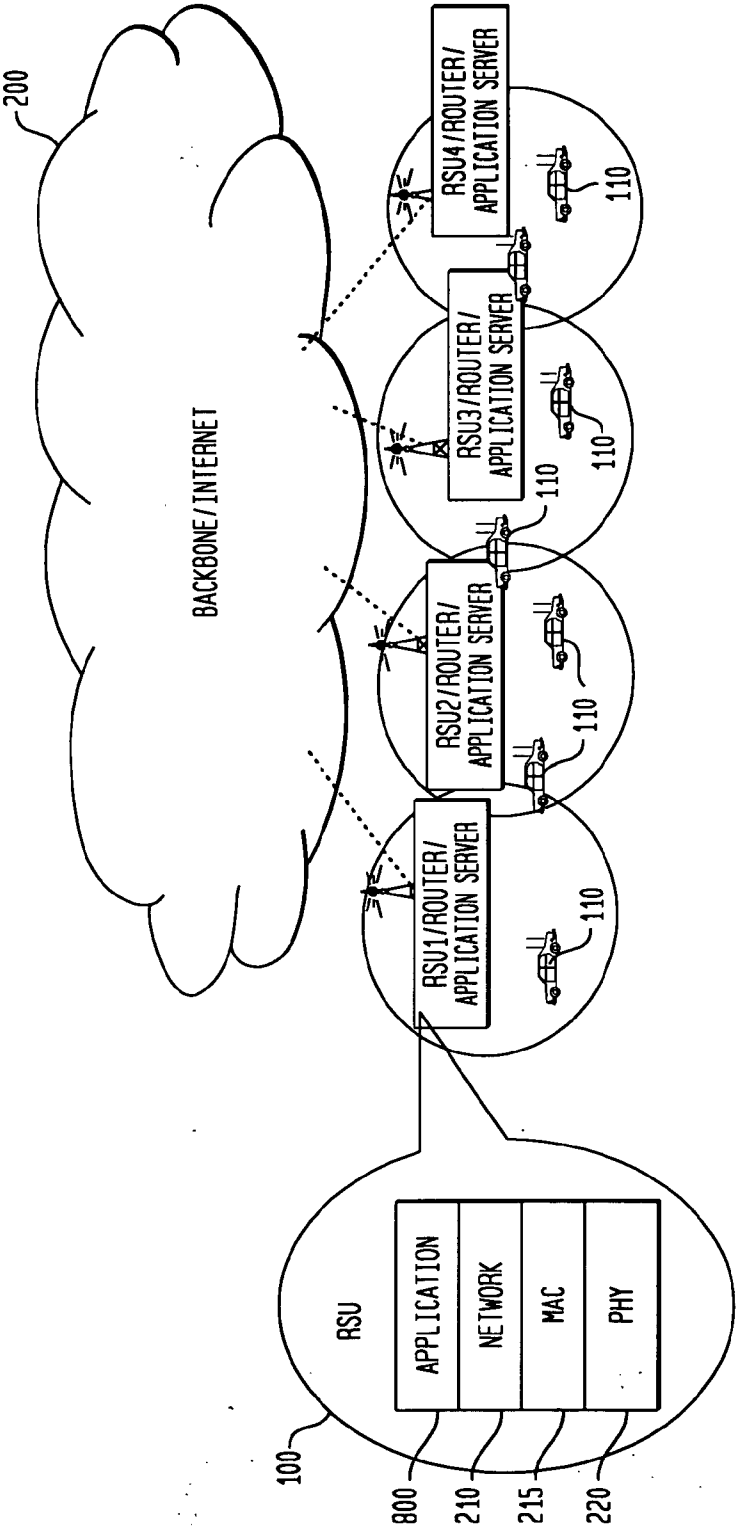 200
BACKBONE/INTERNET
RSU1/ROUTER/
APPLICATION SERVER
RSU2/ROUTER/
APPLICATION SERVER
RSU3/ROUTER/
APPLICATION SERVER
RSU4/ROUTER/
APPLICATION SERVER
110
110
110
110
110
110
100
RSU
800
APPLICATION
210
NETWORK
215
MAC
220
PHY